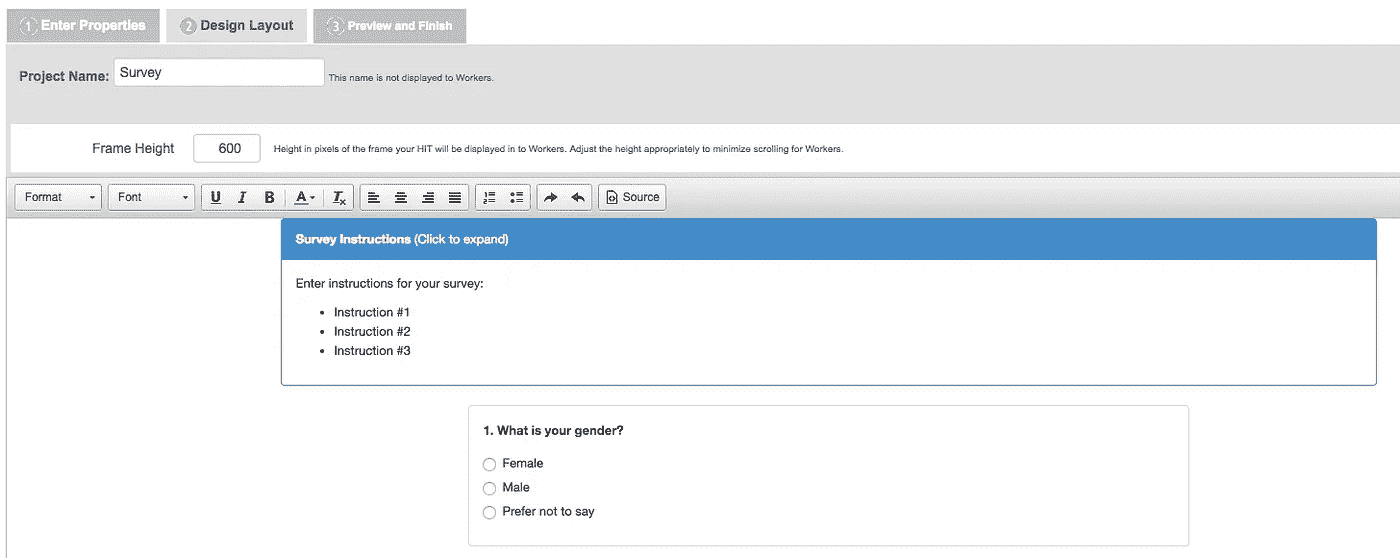 1 Enter Properties 2 Design Layout 3 Preview and Finish
Project Name: Survey This name is not displayed to Workers.
Frame Height 600 Height in pixels of the frame your HIT will be displayed in to Workers. Adjust the height appropriately to minimize scrolling for Workers.
Format Font U I B A Tx Source
Survey Instructions (Click to expand)
Enter instructions for your survey:
• Instruction #1
• Instruction #2
• Instruction #3
1. What is your gender?
Female
Male
Prefer not to say